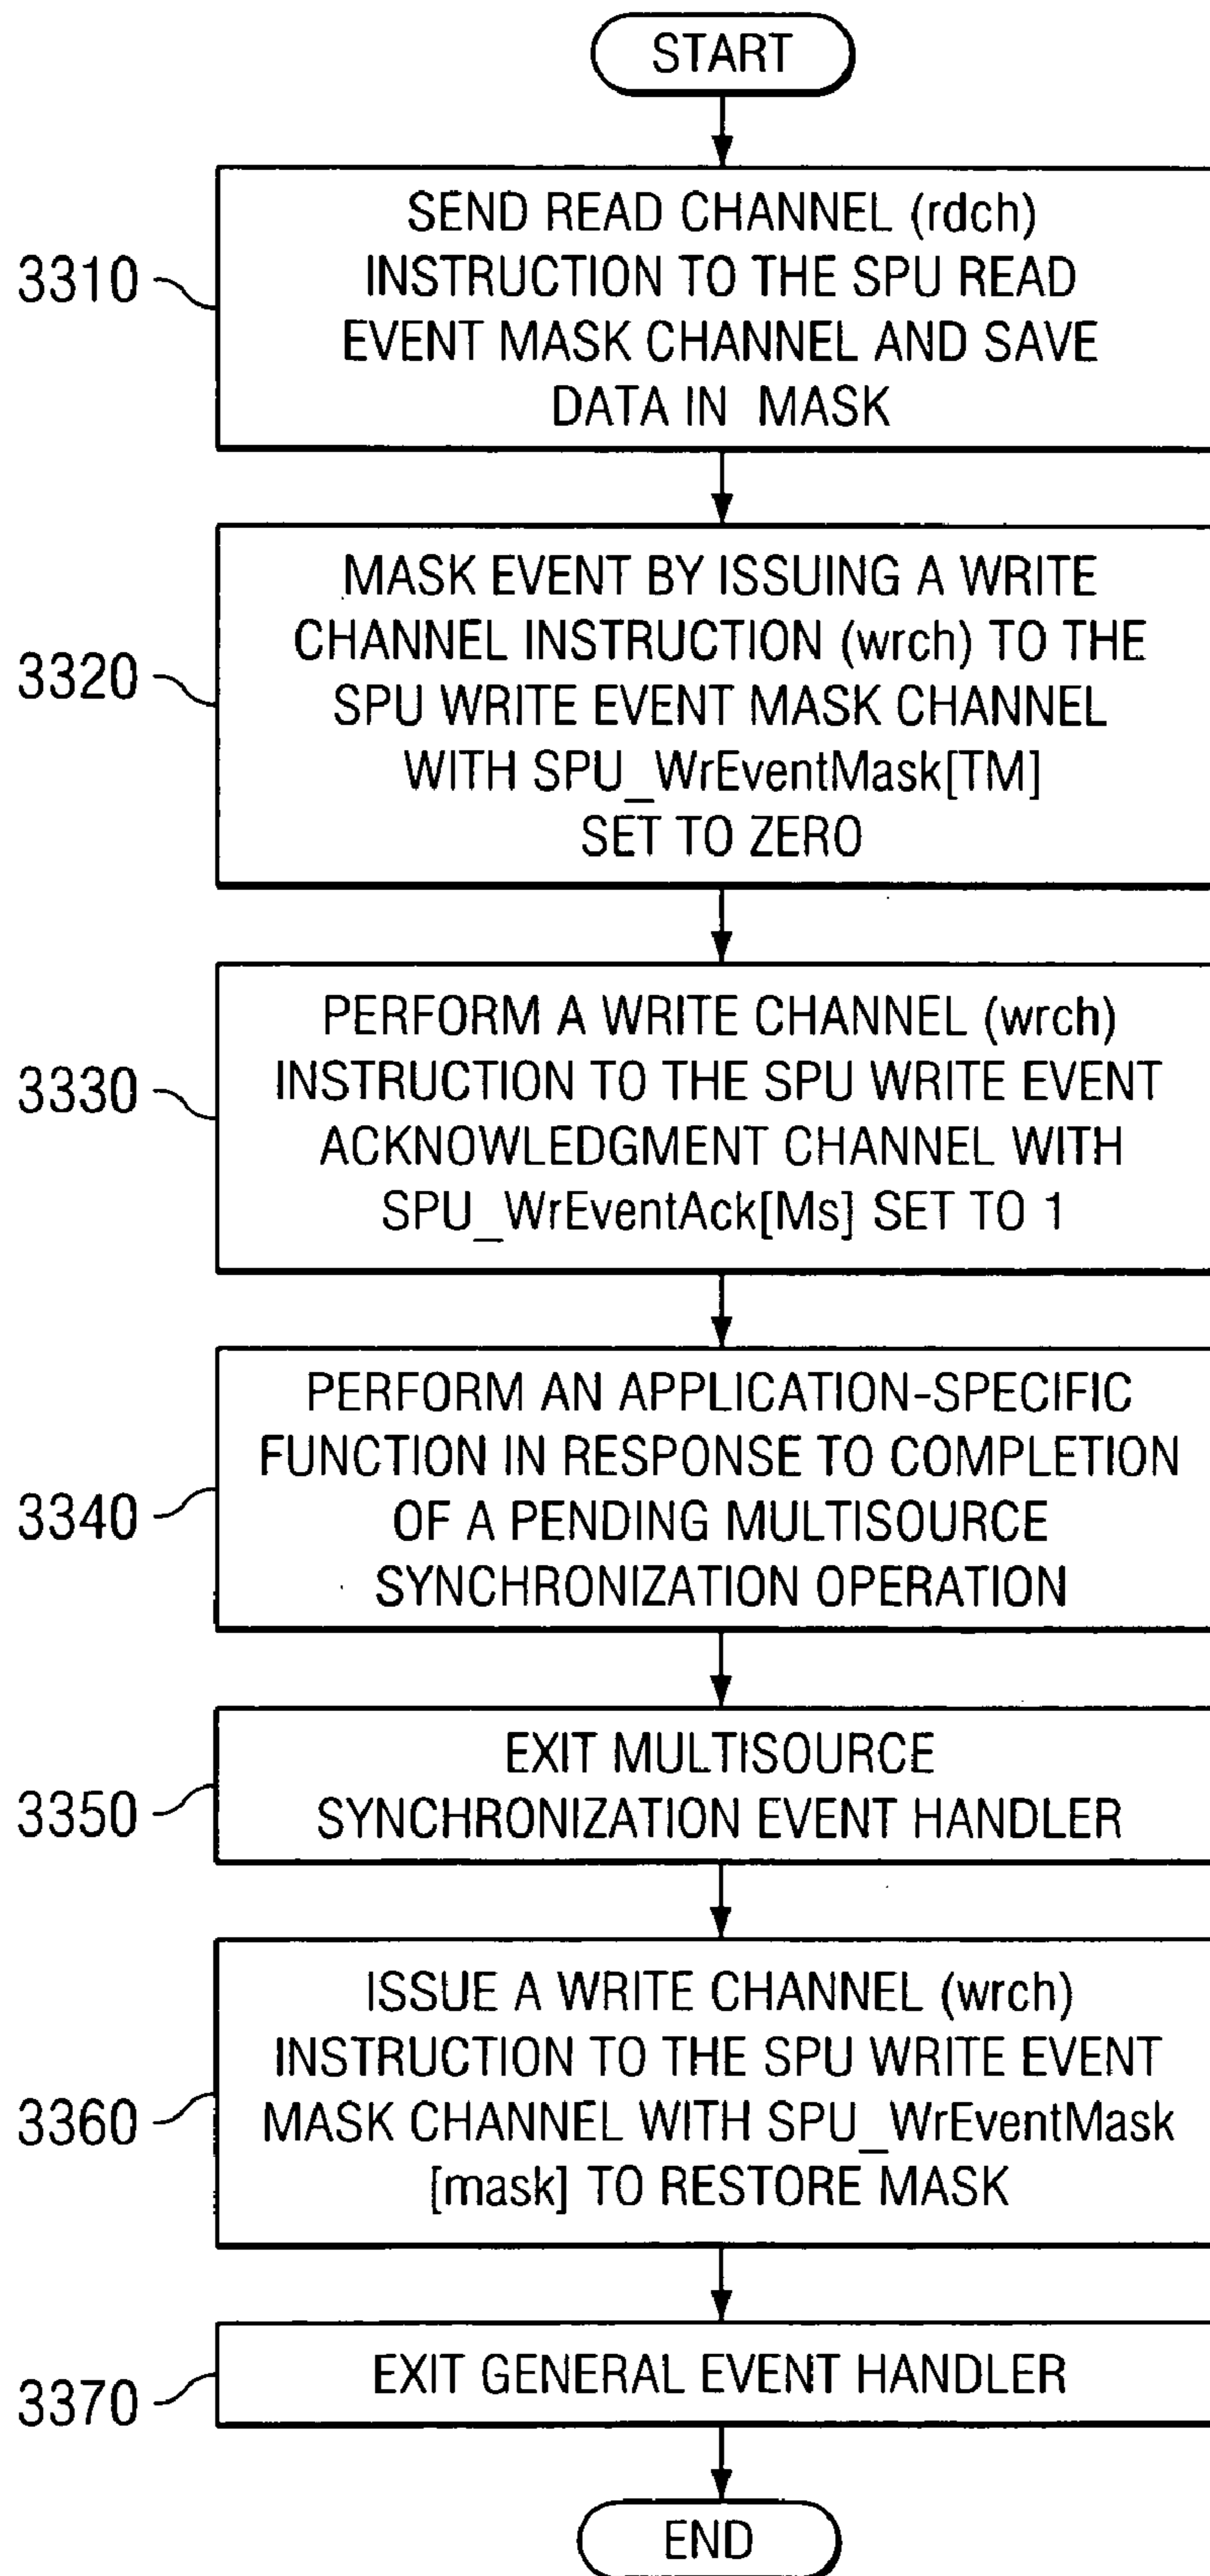 START
3310
SEND READ CHANNEL (rdch)
INSTRUCTION TO THE SPU READ
EVENT MASK CHANNEL AND SAVE
DATA IN MASK
3320
MASK EVENT BY ISSUING A WRITE
CHANNEL INSTRUCTION (wrch) TO THE
SPU WRITE EVENT MASK CHANNEL
WITH SPU_WrEventMask[TM]
SET TO ZERO
3330
PERFORM A WRITE CHANNEL (wrch)
INSTRUCTION TO THE SPU WRITE EVENT
ACKNOWLEDGMENT CHANNEL WITH
SPU_WrEventAck[Ms] SET TO 1
3340
PERFORM AN APPLICATION-SPECIFIC
FUNCTION IN RESPONSE TO COMPLETION
OF A PENDING MULTISOURCE
SYNCHRONIZATION OPERATION
3350
EXIT MULTISOURCE
SYNCHRONIZATION EVENT HANDLER
3360
ISSUE A WRITE CHANNEL (wrch)
INSTRUCTION TO THE SPU WRITE EVENT
MASK CHANNEL WITH SPU_WrEventMask
[mask] TO RESTORE MASK
3370
EXIT GENERAL EVENT HANDLER
END